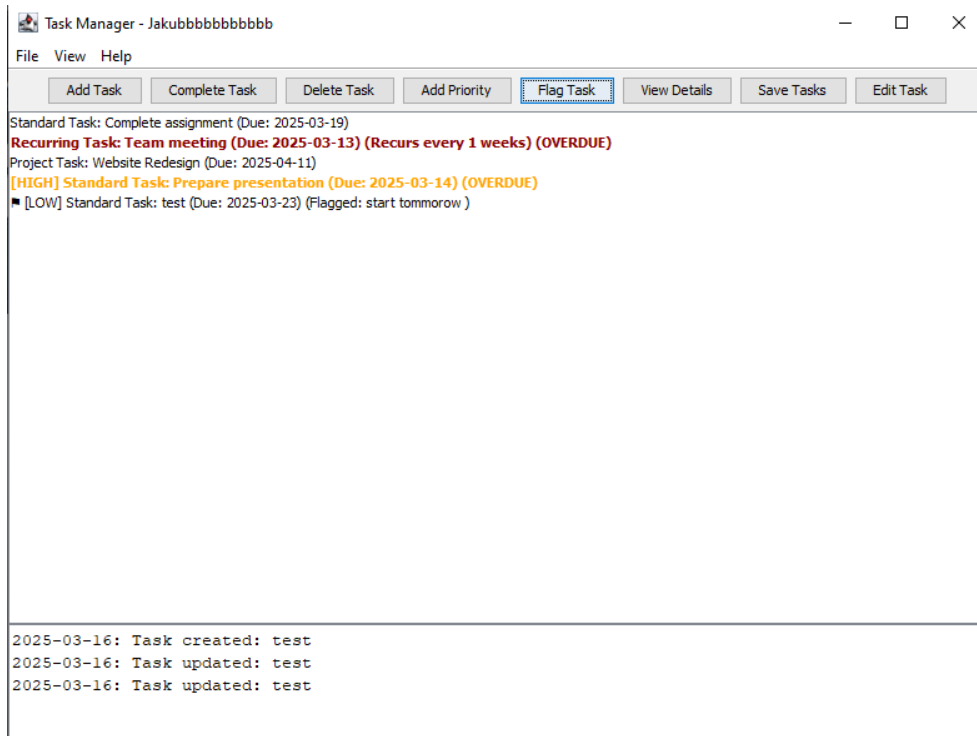 Task Manager - Jakubbbbbbbbbbb
File View Help
Add Task Complete Task Delete Task Add Priority Flag Task View Details Save Tasks Edit Task
Standard Task: Complete assignment (Due: 2025-03-19)
Recurring Task: Team meeting (Due: 2025-03-13) (Recurs every 1 weeks) (OVERDUE)
Project Task: Website Redesign (Due: 2025-04-11)
[HIGH] Standard Task: Prepare presentation (Due: 2025-03-14) (OVERDUE)
⚑ [LOW] Standard Task: test (Due: 2025-03-23) (Flagged: start tommorow )
2025-03-16: Task created: test
2025-03-16: Task updated: test
2025-03-16: Task updated: test